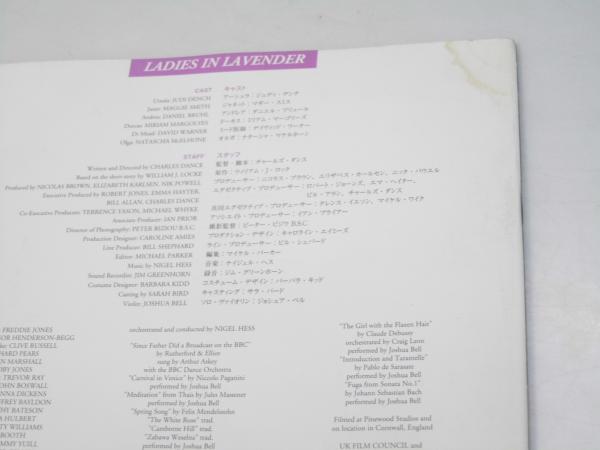 LADIES IN LAVENDER
CAST キャスト
Ursula: JUDI DENCH アーシュラ：ジュディ・デンチ
Janet: MAGGIE SMITH ジャネット：マギー・スミス
Andrea: DANIEL BRUHL アンドレア：ダニエル・ブリュール
Dorcas: MIRIAM MARGOLYES ドーカス：ミリアム・マーゴリーズ
Dr Mead: DAVID WARNER ミード医師：デイヴィッド・ワーナー
Olga: NATASCHA McELHONE オルガ：ナターシャ・マケルホーン
STAFF スタッフ
Written and Directed by CHARLES DANCE 監督・脚本：チャールズ・ダンス
Based on the short story by WILLIAM J. LOCKE 原作：ウィリアム・J・ロック
Produced by NICOLAS BROWN, ELIZABETH KARLSEN, NIK POWELL プロデューサー：ニコラス・ブラウン、エリザベス・カールセン、ニック・パウエル
Executive Produced by ROBERT JONES, EMMA HAYTER, エグゼクティブ・プロデューサー：ロバート・ジョーンズ、エマ・ヘイター、
BILL ALLAN, CHARLES DANCE ビル・アラン、チャールズ・ダンス
Co-Executive Producers: TERRENCE YASON, MICHAEL WHYKE 共同エグゼクティブ・プロデューサー：テレンス・イエソン、マイケル・ワイク
Associate Producer: IAN PRIOR アソシエイト・プロデューサー：イアン・プライアー
Director of Photography: PETER BIZIOU B.S.C. 撮影監督：ピーター・ビジウ B.S.C.
Production Designer: CAROLINE AMIES プロダクション・デザイン：キャロライン・エイミーズ
Line Producer: BILL SHEPHARD ライン・プロデューサー：ビル・シェパード
Editor: MICHAEL PARKER 編集：マイケル・パーカー
Music by NIGEL HESS 音楽：ナイジェル・ヘス
Sound Recordist: JIM GREENHORN 録音：ジム・グリーンホーン
Costume Designer: BARBARA KIDD コスチューム・デザイン：バーバラ・キッド
Casting by SARAH BIRD キャスティング：サラ・バード
Violin: JOSHUA BELL ソロ・ヴァイオリン：ジョシュア・ベル
FREDDIE JONES
OR HENDERSON-BEGG
CLIVE RUSSELL
HARD PEARS
N MARSHALL
BY JONES
TREVOR RAY
OHN BOSWALL
NNA DICKENS
FREY BAYLDON
HY BATESON
A HULBERT
TY WILLIAMS
BOOTH
MMY YUILL
orchestrated and conducted by NIGEL HESS
"Since Father Did a Broadcast on the BBC"
by Rutherford & Elliot
sung by Arthur Askey
with the BBC Dance Orchestra
"Carnival in Venice" by Niccolo Paganini
performed by Joshua Bell
"Meditation" from Thais by Jules Massenet
performed by Joshua Bell
"Spring Song" by Felix Mendelssohn
"The White Rose" trad.
"Camborne Hill" trad.
"Zabawa Weselna" trad.
performed by Joshua Bell
"The Girl with the Flaxen Hair"
by Claude Debussy
orchestrated by Craig Leon
performed by Joshua Bell
"Introduction and Tarantelle"
by Pablo de Sarasate
performed by Joshua Bell
"Fuga from Sonata No.1"
by Johann Sebastian Bach
performed by Joshua Bell
Filmed at Pinewood Studios and
on location in Cornwall, England
UK FILM COUNCIL and